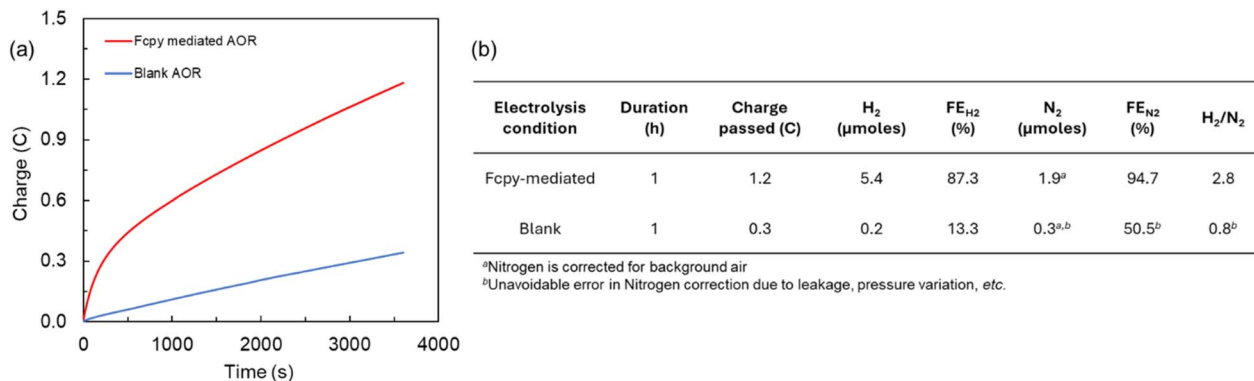 (a)
1.5
1.2
0.9
0.6
0.3
0.0
Charge (C)
Fcpy mediated AOR
Blank AOR
0 1000 2000 3000 4000
Time (s)
(b)
Electrolysis condition Duration (h) Charge passed (C) H₂ (µmoles) FE_H2 (%) N₂ (µmoles) FE_N2 (%) H₂/N₂
Fcpy-mediated 1 1.2 5.4 87.3 1.9ᵃ 94.7 2.8
Blank 1 0.3 0.2 13.3 0.3ᵃ,ᵇ 50.5ᵇ 0.8ᵇ
ᵃNitrogen is corrected for background air
ᵇUnavoidable error in Nitrogen correction due to leakage, pressure variation, etc.